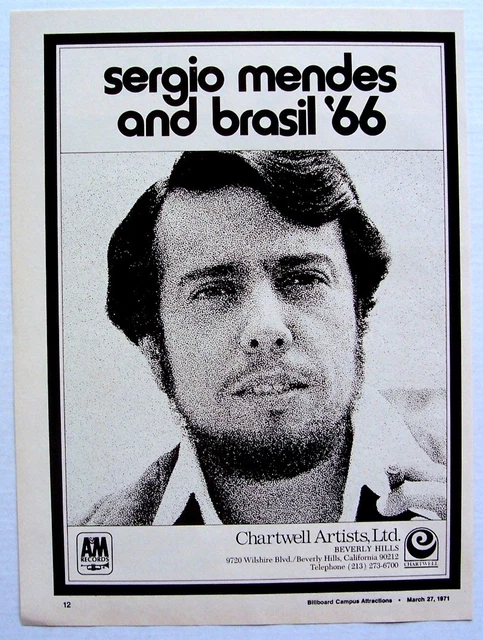 sergio mendes
and brasil '66
A&M
RECORDS
Chartwell Artists, Ltd.
BEVERLY HILLS
9720 Wilshire Blvd./Beverly Hills, California 90212
Telephone (213) 273-6700
CHARTWELL
12
Billboard Campus Attractions • March 27, 1971